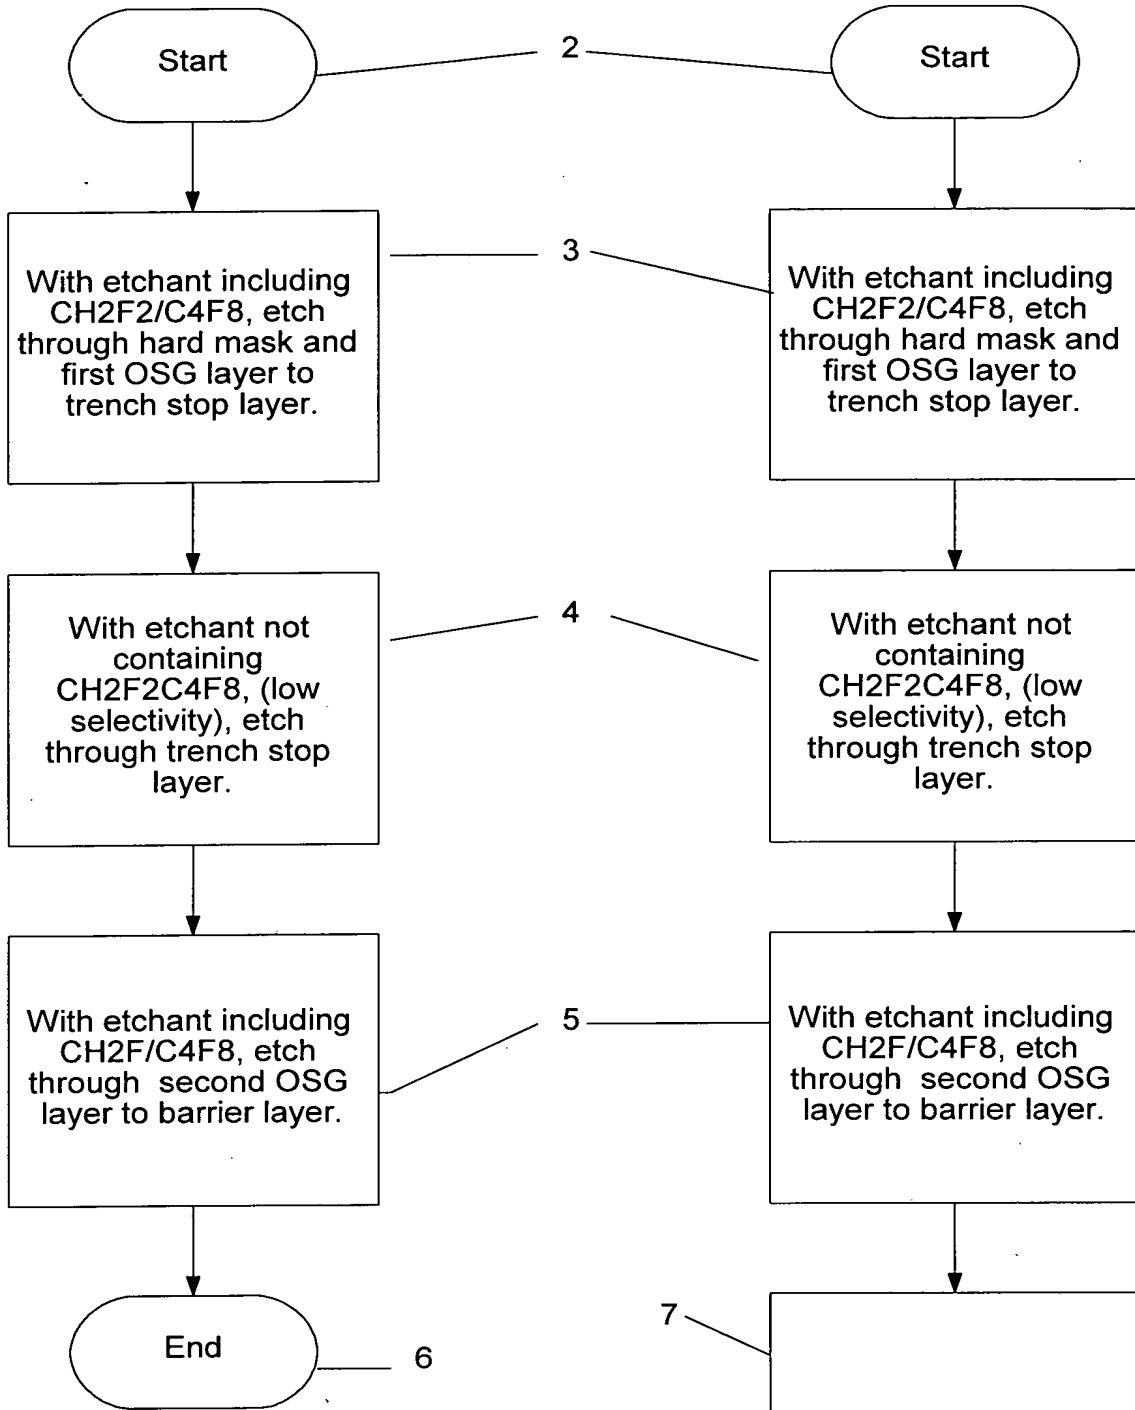 Start
2
Start
With etchant including
CH2F2/C4F8, etch
through hard mask and
first OSG layer to
trench stop layer.
3
With etchant including
CH2F2/C4F8, etch
through hard mask and
first OSG layer to
trench stop layer.
With etchant not
containing
CH2F2C4F8, (low
selectivity), etch
through trench stop
layer.
4
With etchant not
containing
CH2F2C4F8, (low
selectivity), etch
through trench stop
layer.
With etchant including
CH2F/C4F8, etch
through second OSG
layer to barrier layer.
5
With etchant including
CH2F/C4F8, etch
through second OSG
layer to barrier layer.
End
6
7